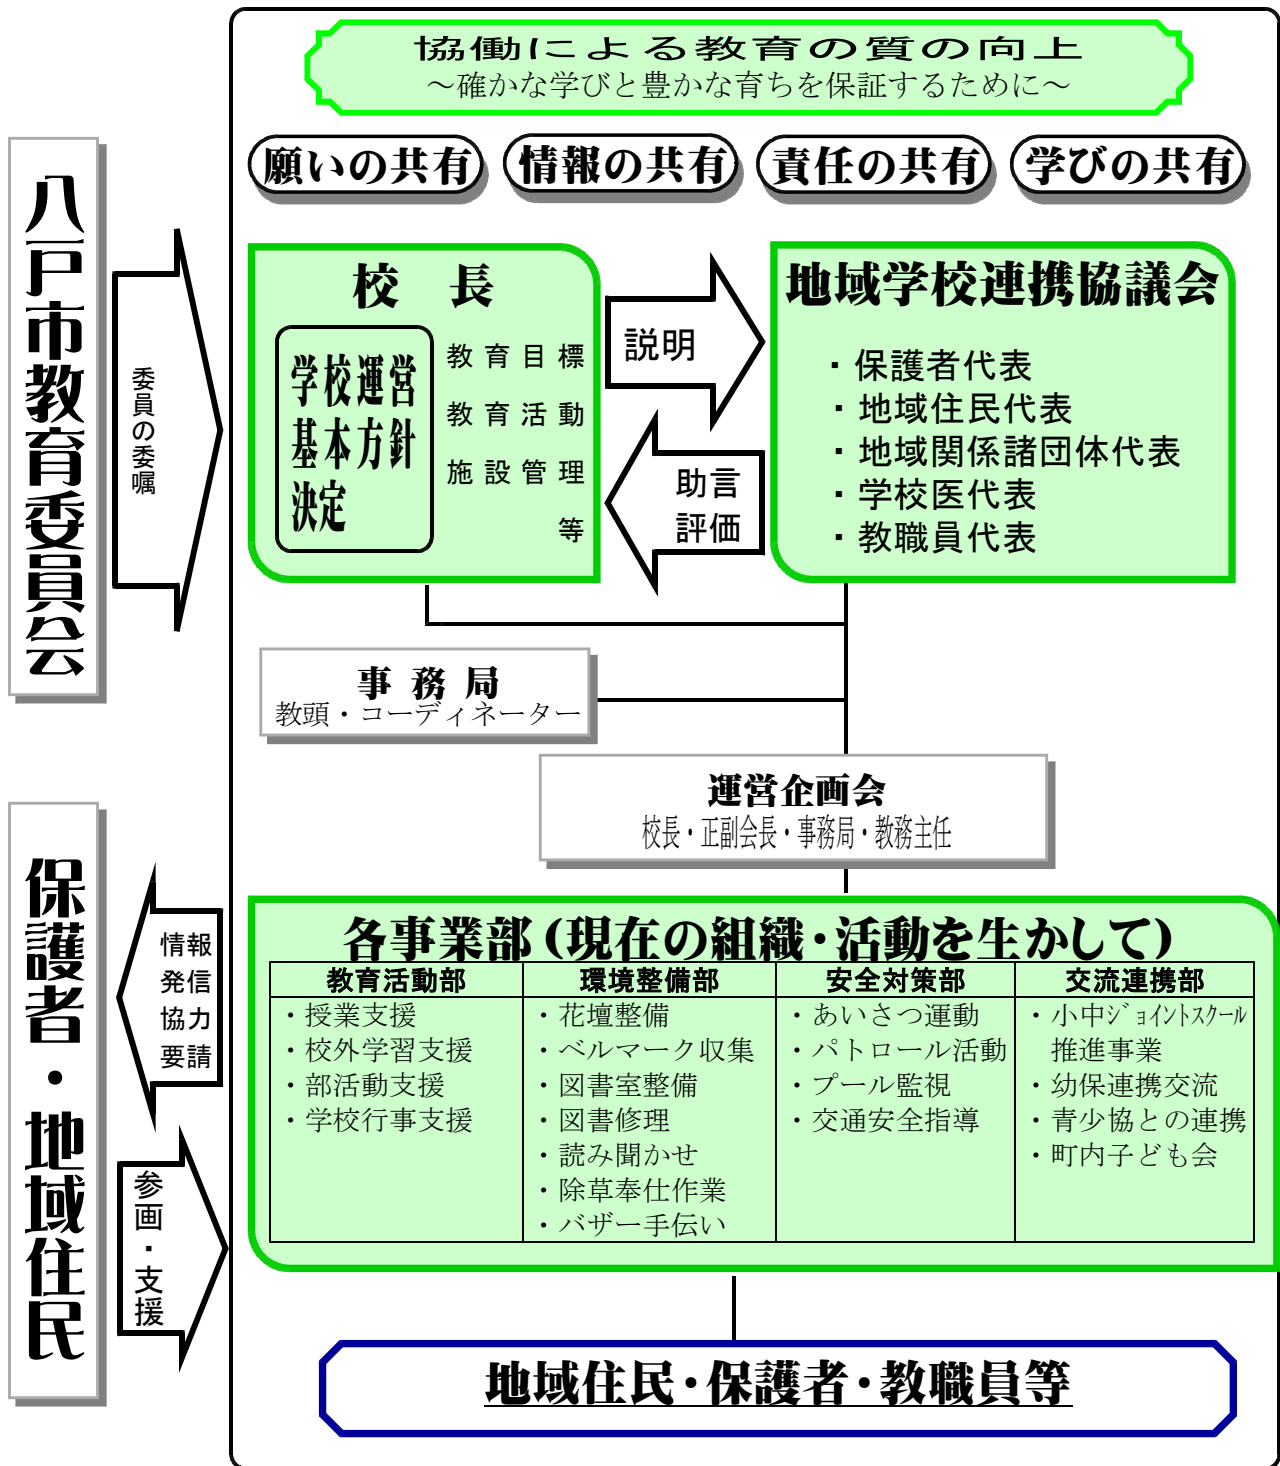 協働による教育の質の向上
～確かな学びと豊かな育ちを保証するために～
願いの共有
情報の共有
責任の共有
学びの共有
八戸市教育委員会
委員の委嘱
校 長
学校運営
基本方針
決定
教育目標
教育活動
施設管理
等
説明
助言
評価
地域学校連携協議会
・保護者代表
・地域住民代表
・地域関係諸団体代表
・学校医代表
・教職員代表
事 務 局
教頭・コーディネーター
運営企画会
校長・正副会長・事務局・教務主任
保護者・地域住民
情報
発信
協力
要請
参画・支援
各事業部(現在の組織・活動を生かして)
教育活動部
・授業支援
・校外学習支援
・部活動支援
・学校行事支援
環境整備部
・花壇整備
・ベルマーク収集
・図書室整備
・図書修理
・読み聞かせ
・除草奉仕作業
・バザー手伝い
安全対策部
・あいさつ運動
・パトロール活動
・プール監視
・交通安全指導
交流連携部
・小中ｼﾞｮｲﾝﾄｽｸｰﾙ
推進事業
・幼保連携交流
・青少協との連携
・町内子ども会
地域住民・保護者・教職員等